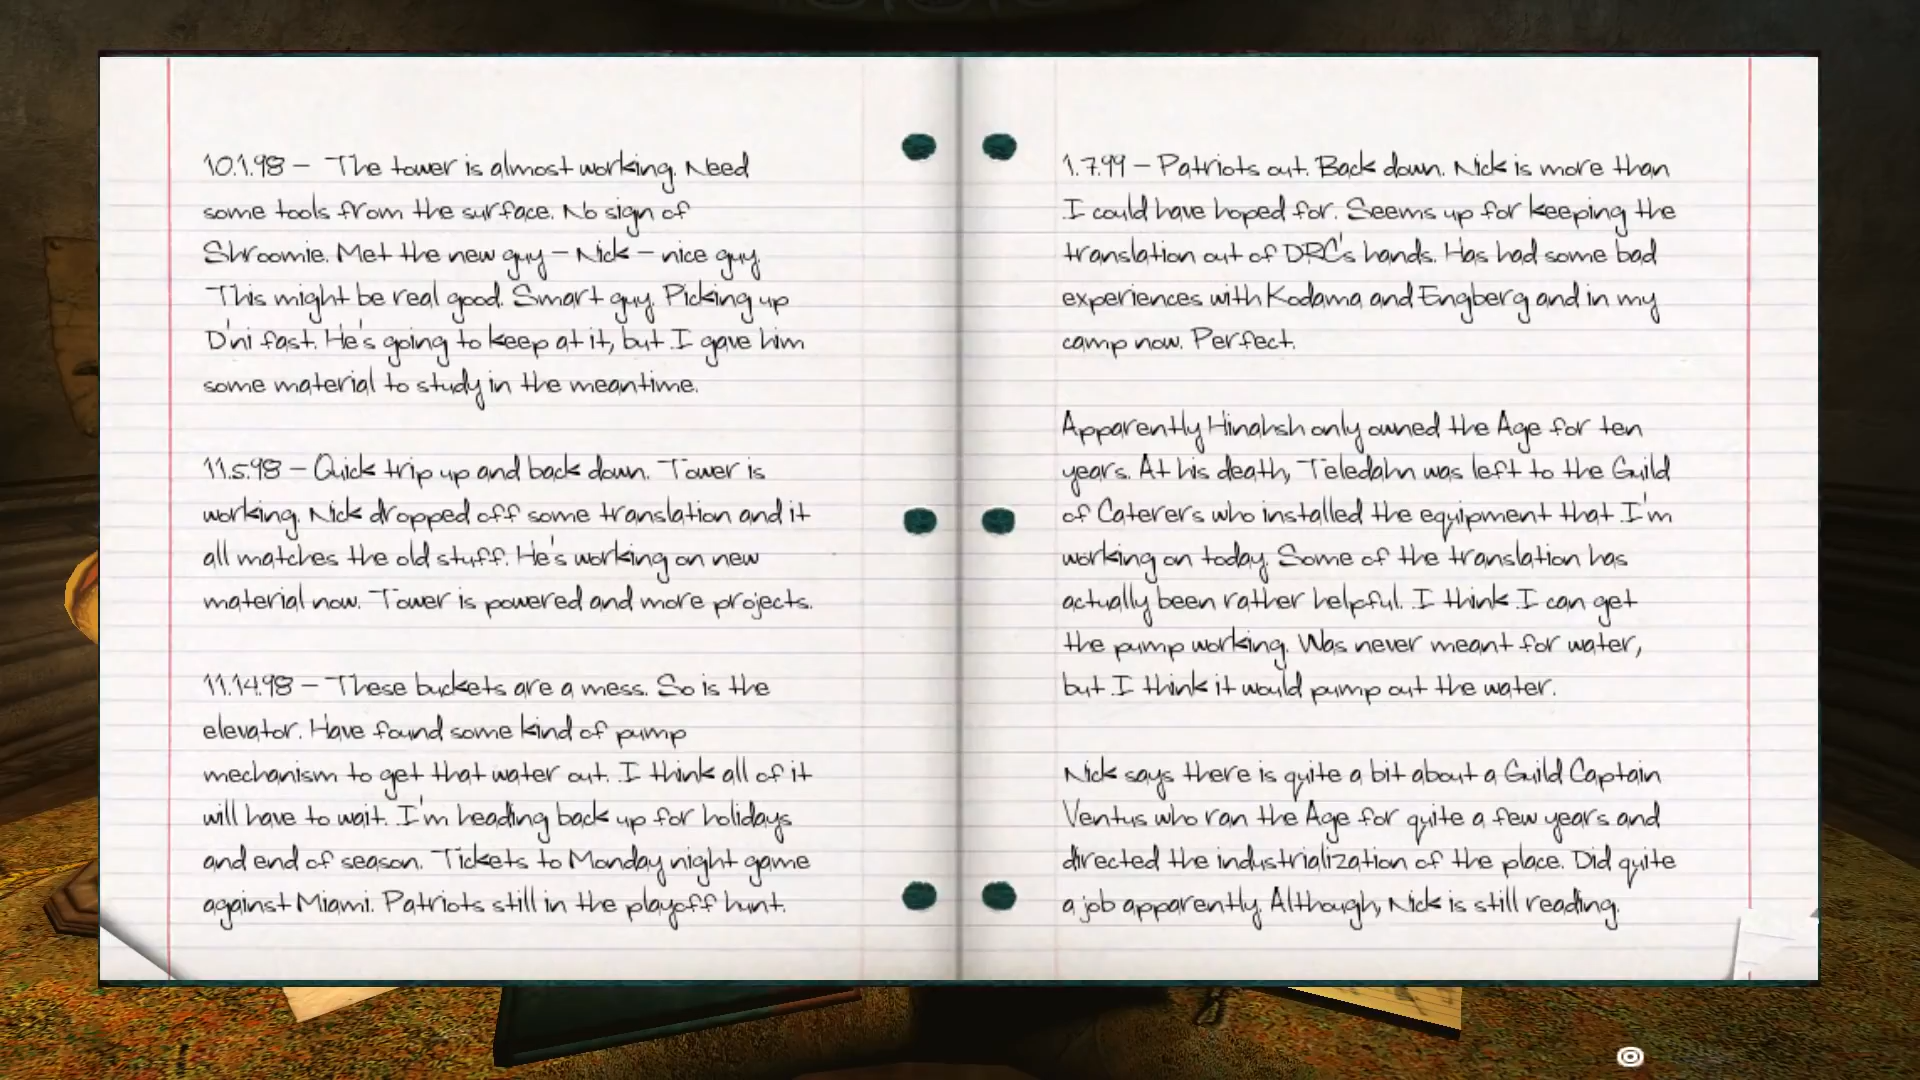 10.1.98 – The tower is almost working. Need
some tools from the surface. No sign of
Shroomie. Met the new guy – Nick – nice guy.
This might be real good. Smart guy. Picking up
D'ni fast. He's going to keep at it, but I gave him
some material to study in the meantime.
11.5.98 – Quick trip up and back down. Tower is
working. Nick dropped off some translation and it
all matches the old stuff. He's working on new
material now. Tower is powered and more projects.
11.14.98 – These buckets are a mess. So is the
elevator. Have found some kind of pump
mechanism to get that water out. I think all of it
will have to wait. I'm heading back up for holidays
and end of season. Tickets to Monday night game
against Miami. Patriots still in the playoff hunt.
1.7.99 – Patriots out. Back down. Nick is more than
I could have hoped for. Seems up for keeping the
translation out of DRC's hands. Has had some bad
experiences with Kodama and Engberg and in my
camp now. Perfect.
Apparently Hinahsh only owned the Age for ten
years. At his death, Teledahn was left to the Guild
of Caterers who installed the equipment that I'm
working on today. Some of the translation has
actually been rather helpful. I think I can get
the pump working. Was never meant for water,
but I think it would pump out the water.
Nick says there is quite a bit about a Guild Captain
Ventus who ran the Age for quite a few years and
directed the industrialization of the place. Did quite
a job apparently. Although, Nick is still reading.